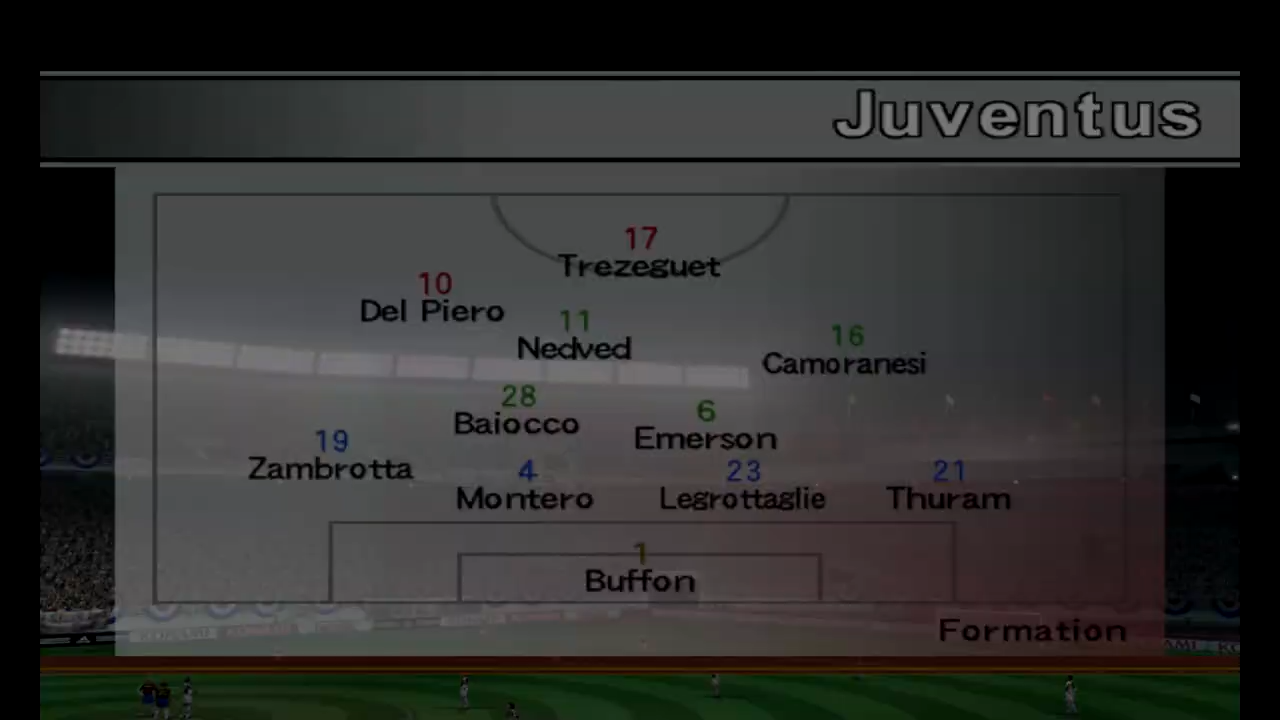 Juventus
17
Trezeguet
10
Del Piero
11
Nedved
16
Camoranesi
28
Baiocco
6
Emerson
19
Zambrotta
4
Montero
23
Legrottaglie
21
Thuram
1
Buffon
Formation